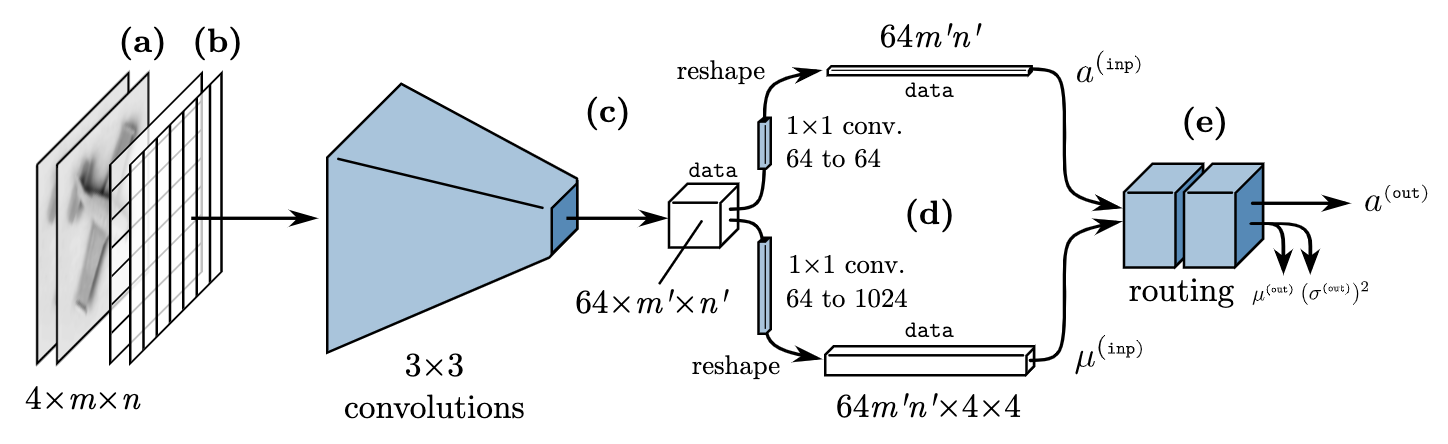 (a) (b)
4×m×n
3×3
convolutions
(c)
data
64×m′×n′
reshape
1×1 conv.
64 to 64
64m′n′
data
a(inp)
(d)
1×1 conv.
64 to 1024
reshape
data
64m′n′×4×4
μ(inp)
(e)
routing
a(out)
μ(out) (σ(out))2